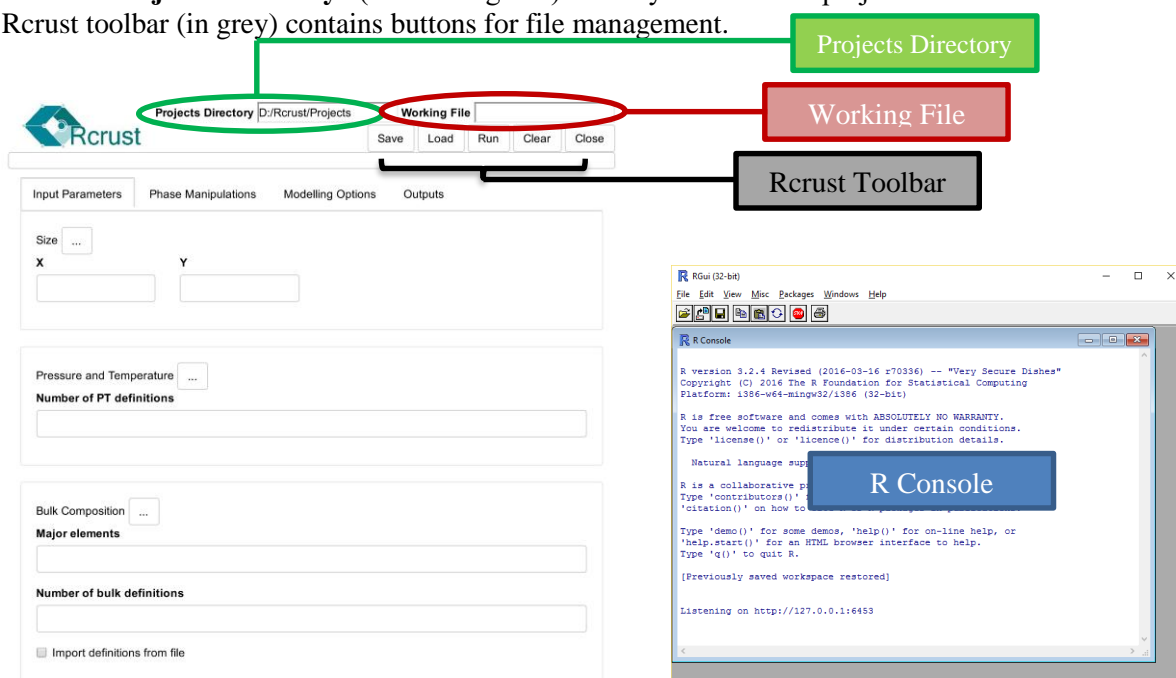 Rcrust toolbar (in grey) contains buttons for file management.
Projects Directory
Projects Directory D:/Rcrust/Projects Working File
Working File
Rcrust
Save Load Run Clear Close
Rcrust Toolbar
Input Parameters Phase Manipulations Modelling Options Outputs
Size ...
X Y
Pressure and Temperature ...
Number of PT definitions
Bulk Composition ...
Major elements
Number of bulk definitions
Import definitions from file
RGui (32-bit)
File Edit View Misc Packages Windows Help
STOP
R Console
R version 3.2.4 Revised (2016-03-16 r70336) -- "Very Secure Dishes"
Copyright (C) 2016 The R Foundation for Statistical Computing
Platform: i386-w64-mingw32/i386 (32-bit)
R is free software and comes with ABSOLUTELY NO WARRANTY.
You are welcome to redistribute it under certain conditions.
Type 'license()' or 'licence()' for distribution details.
Natural language
R is a collaborative
Type 'contributors()'
'citation()' on how to
R Console
Type 'demo()' for some demos, 'help()' for on-line help, or
'help.start()' for an HTML browser interface to help.
Type 'q()' to quit R.
[Previously saved workspace restored]
Listening on http://127.0.0.1:6453